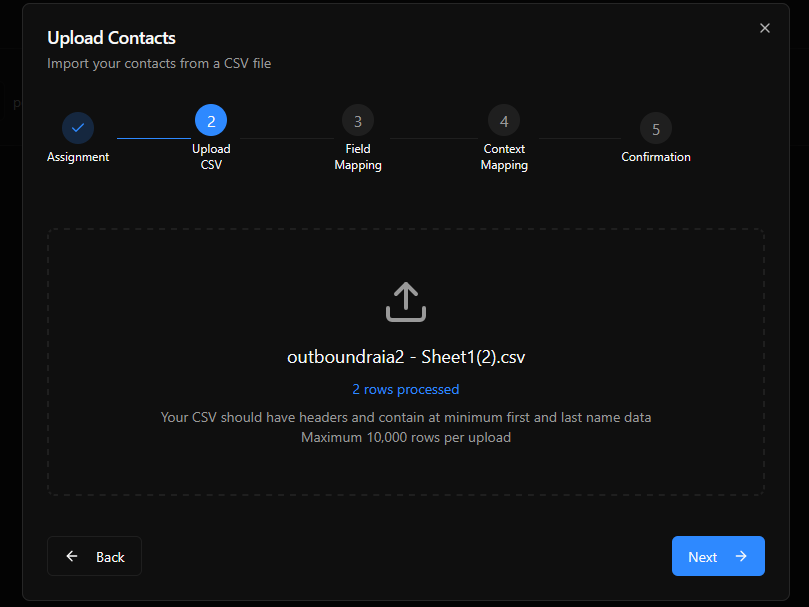 Upload Contacts
Import your contacts from a CSV file
2
3
4
5
Assignment
Upload
CSV
Field
Mapping
Context
Mapping
Confirmation
outboundraia2 - Sheet1(2).csv
2 rows processed
Your CSV should have headers and contain at minimum first and last name data
Maximum 10,000 rows per upload
Back
Next